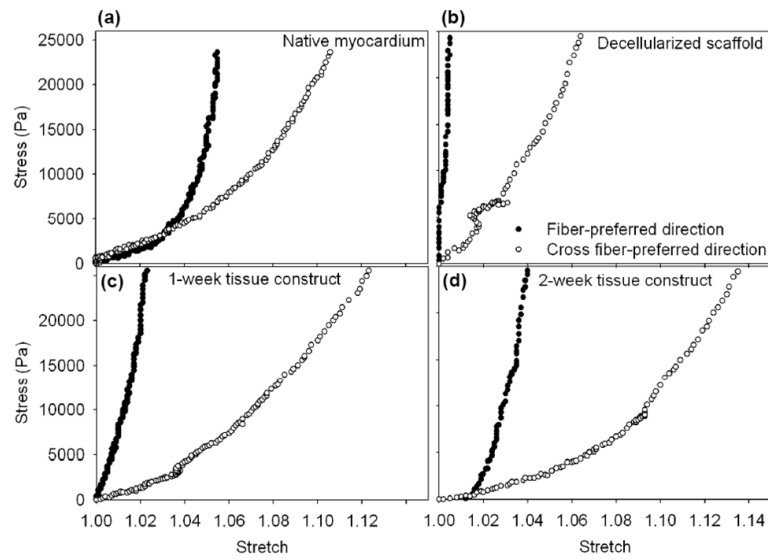 (a)
Native myocardium
(b)
Decellularized scaffold
25000
20000
15000
10000
5000
0
Stress (Pa)
Fiber-preferred direction
Cross fiber-preferred direction
(c)
1-week tissue construct
(d)
2-week tissue construct
20000
15000
10000
5000
0
Stress (Pa)
1.00 1.02 1.04 1.06 1.08 1.10 1.12
1.00 1.02 1.04 1.06 1.08 1.10 1.12 1.14
Stretch
Stretch